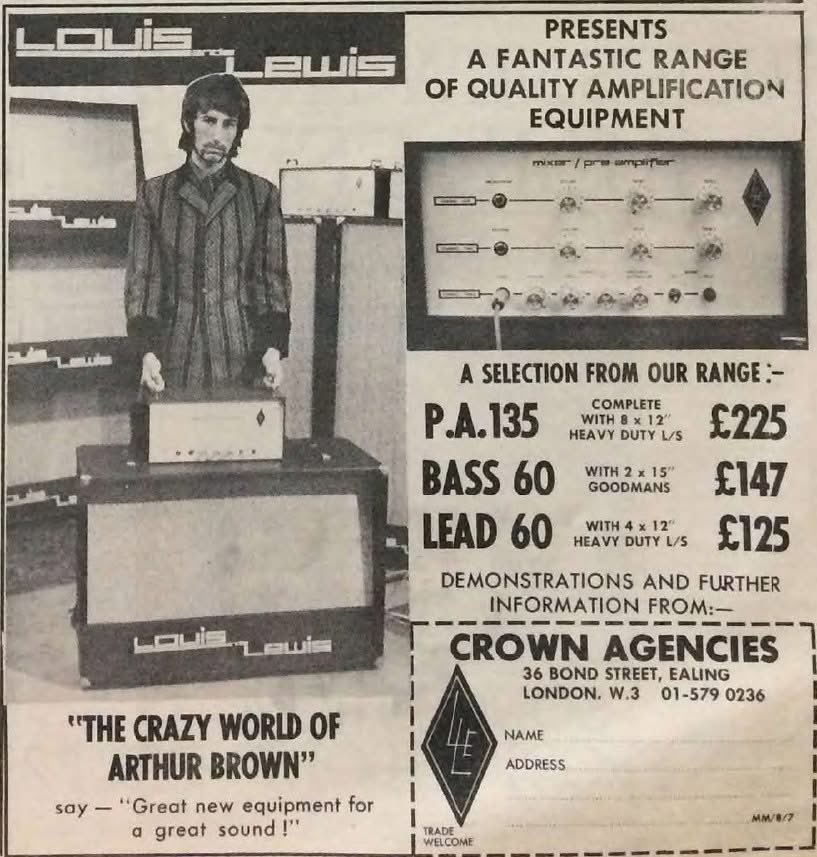 Louis and Lewis
PRESENTS
A FANTASTIC RANGE
OF QUALITY AMPLIFICATION
EQUIPMENT
mixer / pre-amplifier
Lewis
Louis Lewis
Louis Lewis
A SELECTION FROM OUR RANGE :-
P.A.135 COMPLETE WITH 8 x 12" HEAVY DUTY L/S £225
BASS 60 WITH 2 x 15" GOODMANS £147
LEAD 60 WITH 4 x 12" HEAVY DUTY L/S £125
DEMONSTRATIONS AND FURTHER
INFORMATION FROM:—
CROWN AGENCIES
36 BOND STREET, EALING
LONDON. W.3 01-579 0236
NAME
ADDRESS
MM/8/7
TRADE
WELCOME
"THE CRAZY WORLD OF
ARTHUR BROWN"
say — "Great new equipment for
a great sound !"